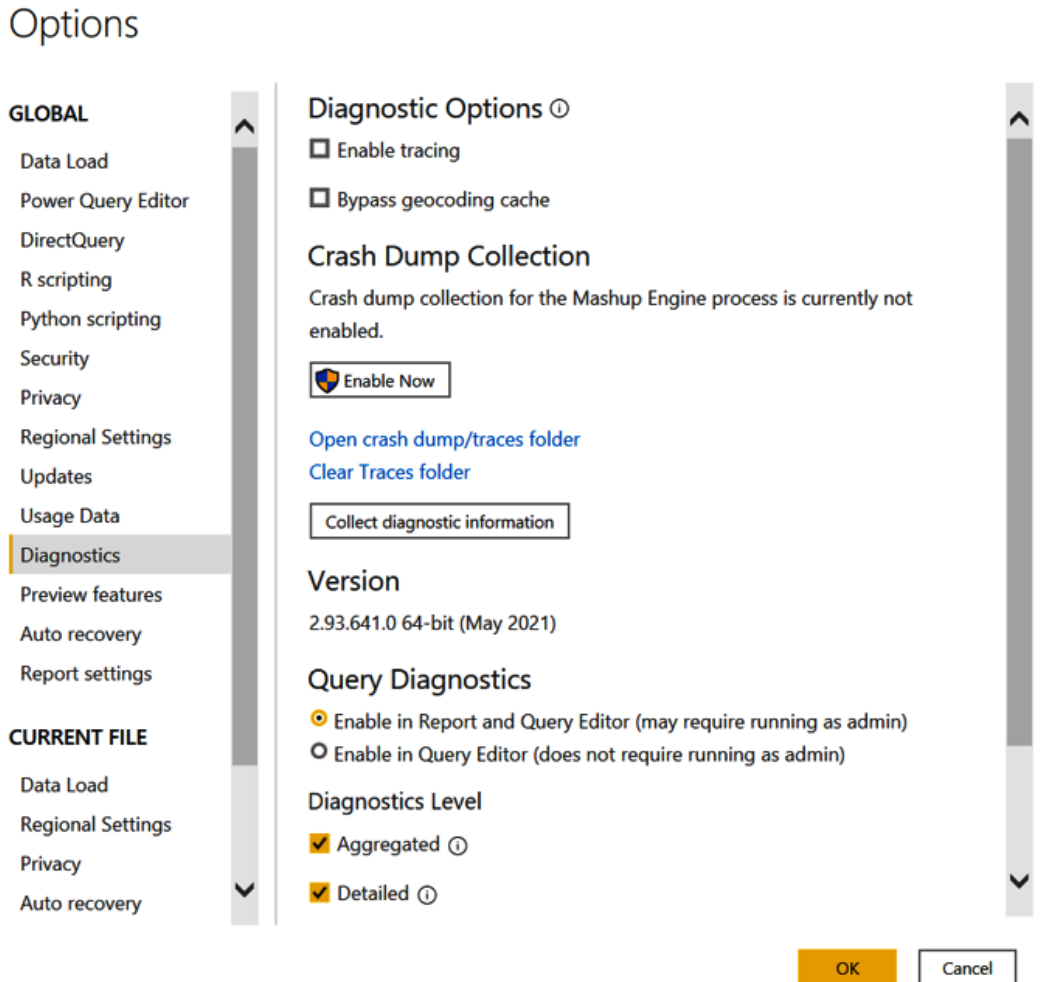 Options
GLOBAL
Data Load
Power Query Editor
DirectQuery
R scripting
Python scripting
Security
Privacy
Regional Settings
Updates
Usage Data
Diagnostics
Preview features
Auto recovery
Report settings
CURRENT FILE
Data Load
Regional Settings
Privacy
Auto recovery
Diagnostic Options
Enable tracing
Bypass geocoding cache
Crash Dump Collection
Crash dump collection for the Mashup Engine process is currently not
enabled.
Enable Now
Open crash dump/traces folder
Clear Traces folder
Collect diagnostic information
Version
2.93.641.0 64-bit (May 2021)
Query Diagnostics
Enable in Report and Query Editor (may require running as admin)
Enable in Query Editor (does not require running as admin)
Diagnostics Level
Aggregated
Detailed
OK
Cancel